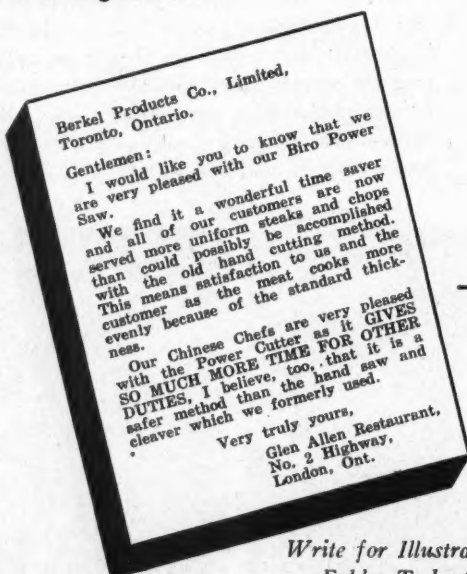 Berkel Products Co., Limited,
Toronto, Ontario.
Gentlemen:
I would like you to know that we
are very pleased with our Biro Power
Saw.
We find it a wonderful time saver
and all of our customers are now
served more uniform steaks and chops
than could possibly be accomplished
with the old hand cutting method.
This means satisfaction to us and the
customer as the meat cooks more
evenly because of the standard thick-
ness.
Our Chinese Chefs are very pleased
with the Power Cutter as it GIVES
SO MUCH MORE TIME FOR OTHER
DUTIES, I believe, too, that it is a
safer method than the hand saw and
cleaver which we formerly used.
Very truly yours,
Glen Allen Restaurant,
No. 2 Highway,
London, Ont.
Write for Illustra